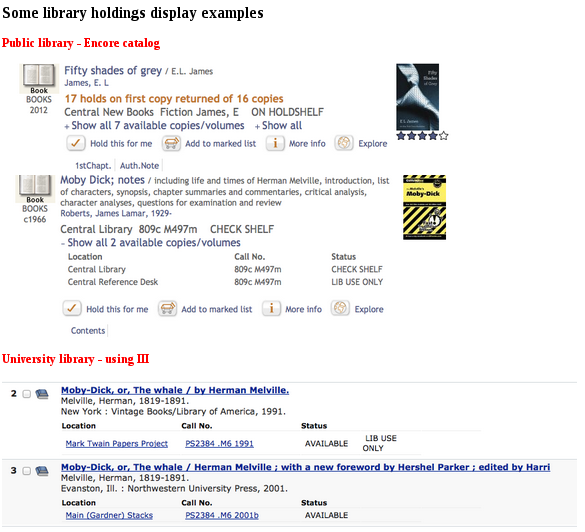 Some library holdings display examples
Public library - Encore catalog
Book
BOOKS
2012
Fifty shades of grey / E.L. James
James, E. L
17 holds on first copy returned of 16 copies
Central New Books Fiction James, E ON HOLDSHELF
+ Show all 7 available copies/volumes + Show all
Hold this for me Add to marked list More info Explore
1stChapt. Auth.Note
Fifty
Shades
of Grey
E L James
Book
BOOKS
c1966
Moby Dick; notes / including life and times of Herman Melville, introduction, list
of characters, synopsis, chapter summaries and commentaries, critical analysis,
character analyses, questions for examination and review
Roberts, James Lamar, 1929-
Central Library 809c M497m CHECK SHELF
– Show all 2 available copies/volumes
Location Call No. Status
Central Library 809c M497m CHECK SHELF
Central Reference Desk 809c M497m LIB USE ONLY
Moby-Dick
Hold this for me Add to marked list More info Explore
Contents
University library - using III
2 Moby-Dick, or, The whale / by Herman Melville.
Melville, Herman, 1819-1891.
New York : Vintage Books/Library of America, 1991.
Location Call No. Status
Mark Twain Papers Project PS2384 .M6 1991 AVAILABLE LIB USE
ONLY
3 Moby-Dick, or, The whale / Herman Melville ; with a new foreword by Hershel Parker ; edited by Harri
Melville, Herman, 1819-1891.
Evanston, Ill. : Northwestern University Press, 2001.
Location Call No. Status
Main (Gardner) Stacks PS2384 .M6 2001b AVAILABLE